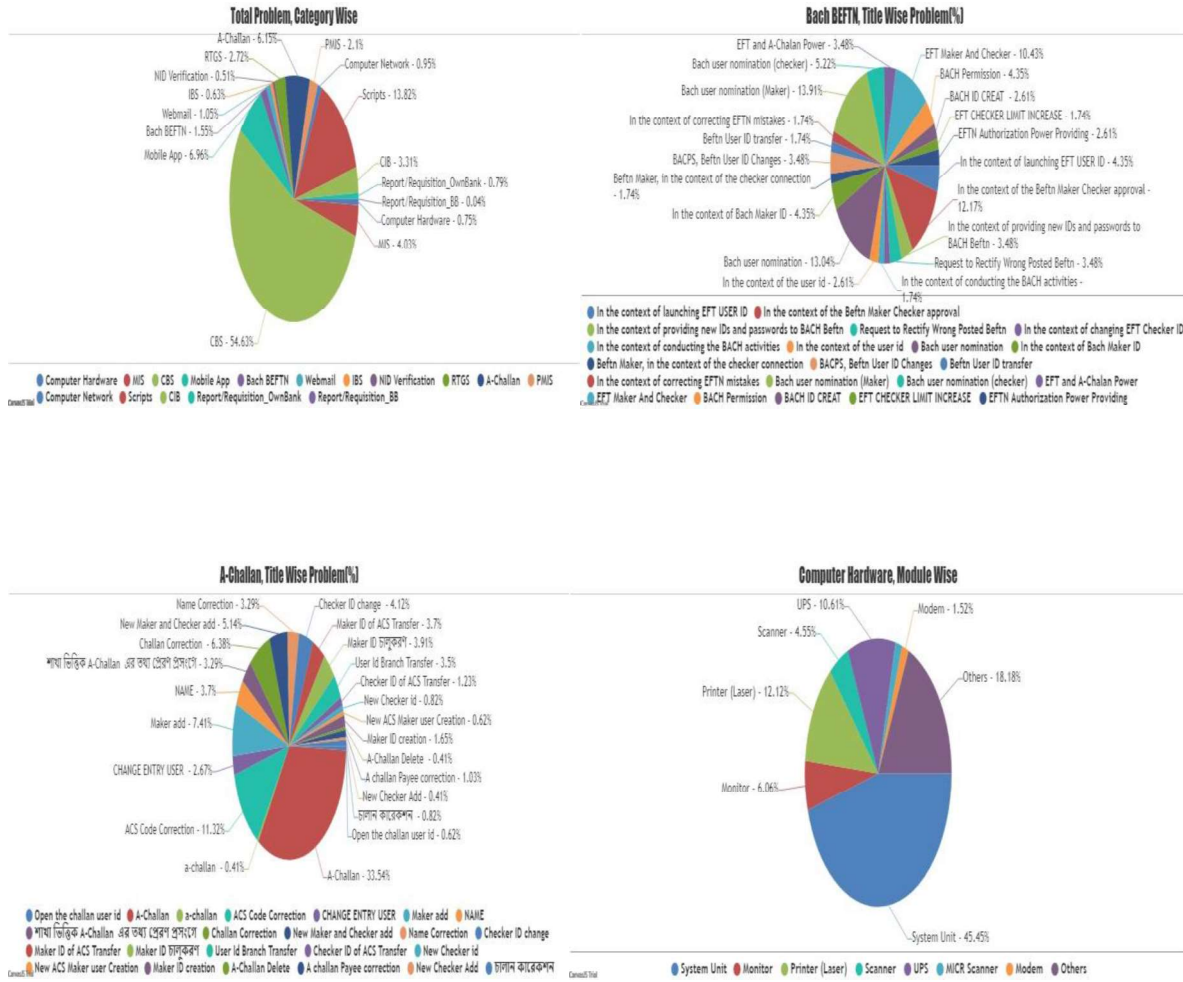 Total Problem, Category Wise
A-Challan - 6.15%
PMIS - 2.1%
RTGS - 2.72%
Computer Network - 0.95%
NID Verification - 0.51%
Scripts - 13.82%
IBS - 0.63%
Webmail - 1.05%
Bach BEFTN - 1.55%
Mobile App - 6.96%
CIB - 3.31%
Report/Requisition_OwnBank - 0.79%
Report/Requisition_BB - 0.04%
Computer Hardware - 0.75%
MIS - 4.03%
CBS - 54.63%
Computer Hardware MIS CBS Mobile App Bach BEFTN Webmail IBS NID Verification RTGS A-Challan PMIS
Computer Network Scripts CIB Report/Requisition_OwnBank Report/Requisition_BB
CanvasJS Trial
Bach BEFTN, Title Wise Problem(%)
EFT and A-Chalan Power - 3.48%
EFT Maker And Checker - 10.43%
Bach user nomination (checker) - 5.22%
BACH Permission - 4.35%
Bach user nomination (Maker) - 13.91%
BACH ID CREAT - 2.61%
EFT CHECKER LIMIT INCREASE - 1.74%
In the context of correcting EFTN mistakes - 1.74%
EFTN Authorization Power Providing - 2.61%
Beftn User ID transfer - 1.74%
BACPS, Beftn User ID Changes - 3.48%
In the context of launching EFT USER ID - 4.35%
Beftn Maker, in the context of the checker connection
- 1.74%
In the context of the Beftn Maker Checker approval -
12.17%
In the context of Bach Maker ID - 4.35%
In the context of providing new IDs and passwords to
BACH Beftn - 3.48%
Bach user nomination - 13.04%
Request to Rectify Wrong Posted Beftn - 3.48%
In the context of the user id - 2.61%
In the context of conducting the BACH activities -
1.74%
In the context of launching EFT USER ID In the context of the Beftn Maker Checker approval
In the context of providing new IDs and passwords to BACH Beftn Request to Rectify Wrong Posted Beftn In the context of changing EFT Checker ID
In the context of conducting the BACH activities In the context of the user id Bach user nomination In the context of Bach Maker ID
Beftn Maker, in the context of the checker connection BACPS, Beftn User ID Changes Beftn User ID transfer
In the context of correcting EFTN mistakes Bach user nomination (Maker) Bach user nomination (checker) EFT and A-Chalan Power
EFT Maker And Checker BACH Permission BACH ID CREAT EFT CHECKER LIMIT INCREASE EFTN Authorization Power Providing
A-Challan, Title Wise Problem(%)
Name Correction - 3.29%
Checker ID change - 4.12%
New Maker and Checker add - 5.14%
Maker ID of ACS Transfer - 3.7%
Challan Correction - 6.38%
Maker ID চালুকরণ - 3.91%
শাখা ভিত্তিক A-Challan এর তথ্য প্রেরণ প্রসংগে - 3.29%
User Id Branch Transfer - 3.5%
Checker ID of ACS Transfer - 1.23%
NAME - 3.7%
New Checker id - 0.82%
Maker add - 7.41%
New ACS Maker user Creation - 0.62%
Maker ID creation - 1.65%
A-Challan Delete - 0.41%
CHANGE ENTRY USER - 2.67%
A challan Payee correction - 1.03%
New Checker Add - 0.41%
চালান কারেকশন - 0.82%
ACS Code Correction - 11.32%
Open the challan user id - 0.62%
a-challan - 0.41%
A-Challan - 33.54%
Open the challan user id A-Challan a-challan ACS Code Correction CHANGE ENTRY USER Maker add NAME
শাখা ভিত্তিক A-Challan এর তথ্য প্রেরণ প্রসংগে Challan Correction New Maker and Checker add Name Correction Checker ID change
Maker ID of ACS Transfer Maker ID চালুকরণ User Id Branch Transfer Checker ID of ACS Transfer New Checker id
New ACS Maker user Creation Maker ID creation A-Challan Delete A challan Payee correction New Checker Add চালান কারেকশন
CanvasJS Trial
Computer Hardware, Module Wise
UPS - 10.61%
Modem - 1.52%
Scanner - 4.55%
Others - 18.18%
Printer (Laser) - 12.12%
Monitor - 6.06%
System Unit - 45.45%
System Unit Monitor Printer (Laser) Scanner UPS MICR Scanner Modem Others
CanvasJS Trial